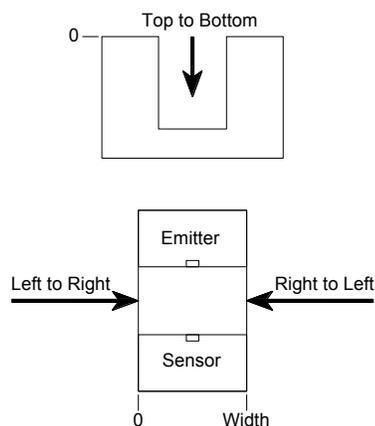 Top to Bottom
0
Emitter
Left to Right
Right to Left
Sensor
0
Width